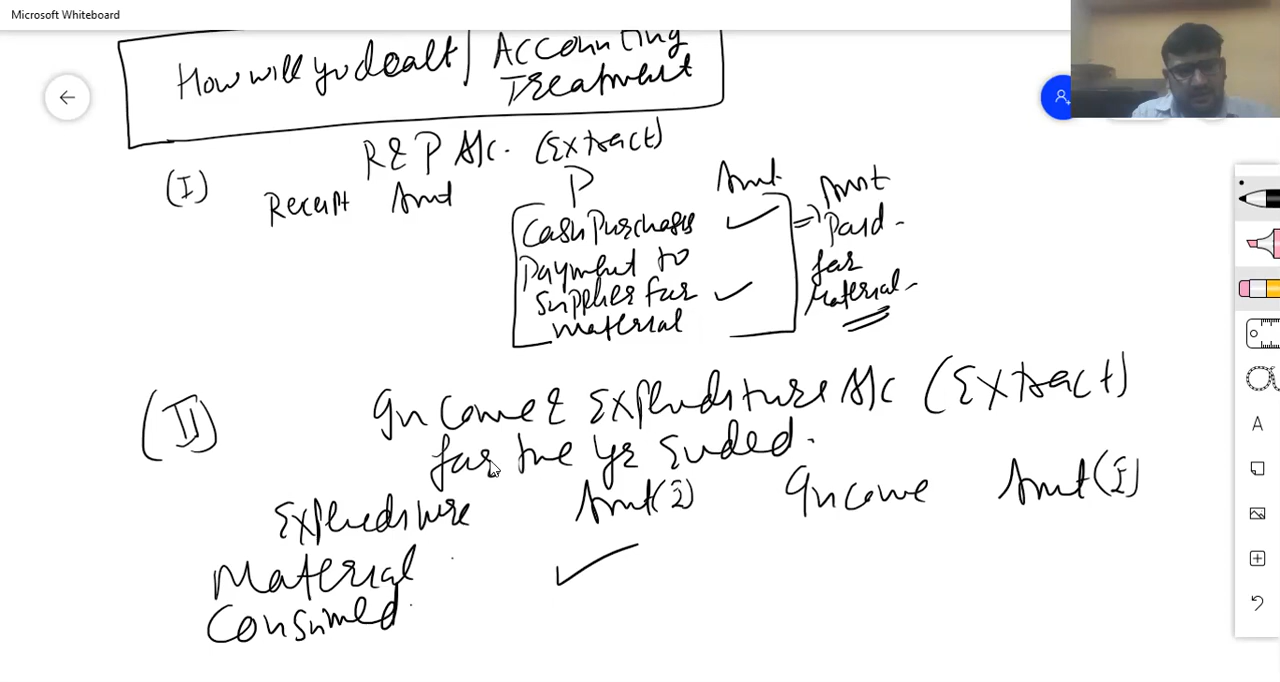 Microsoft Whiteboard
How will you dealt / Accounting
Treatment
R & P A/c. (Extract)
(I)
Receipt Amt P Amt
Cash Purchases
Payment to
Supplier for
material
=> Amt
Paid
for
Material
(II) Income & Expenditure A/c (Extract)
for the Yr Ended.
Expenditure Amt(I) Income Amt(I)
Material
Consumed
A